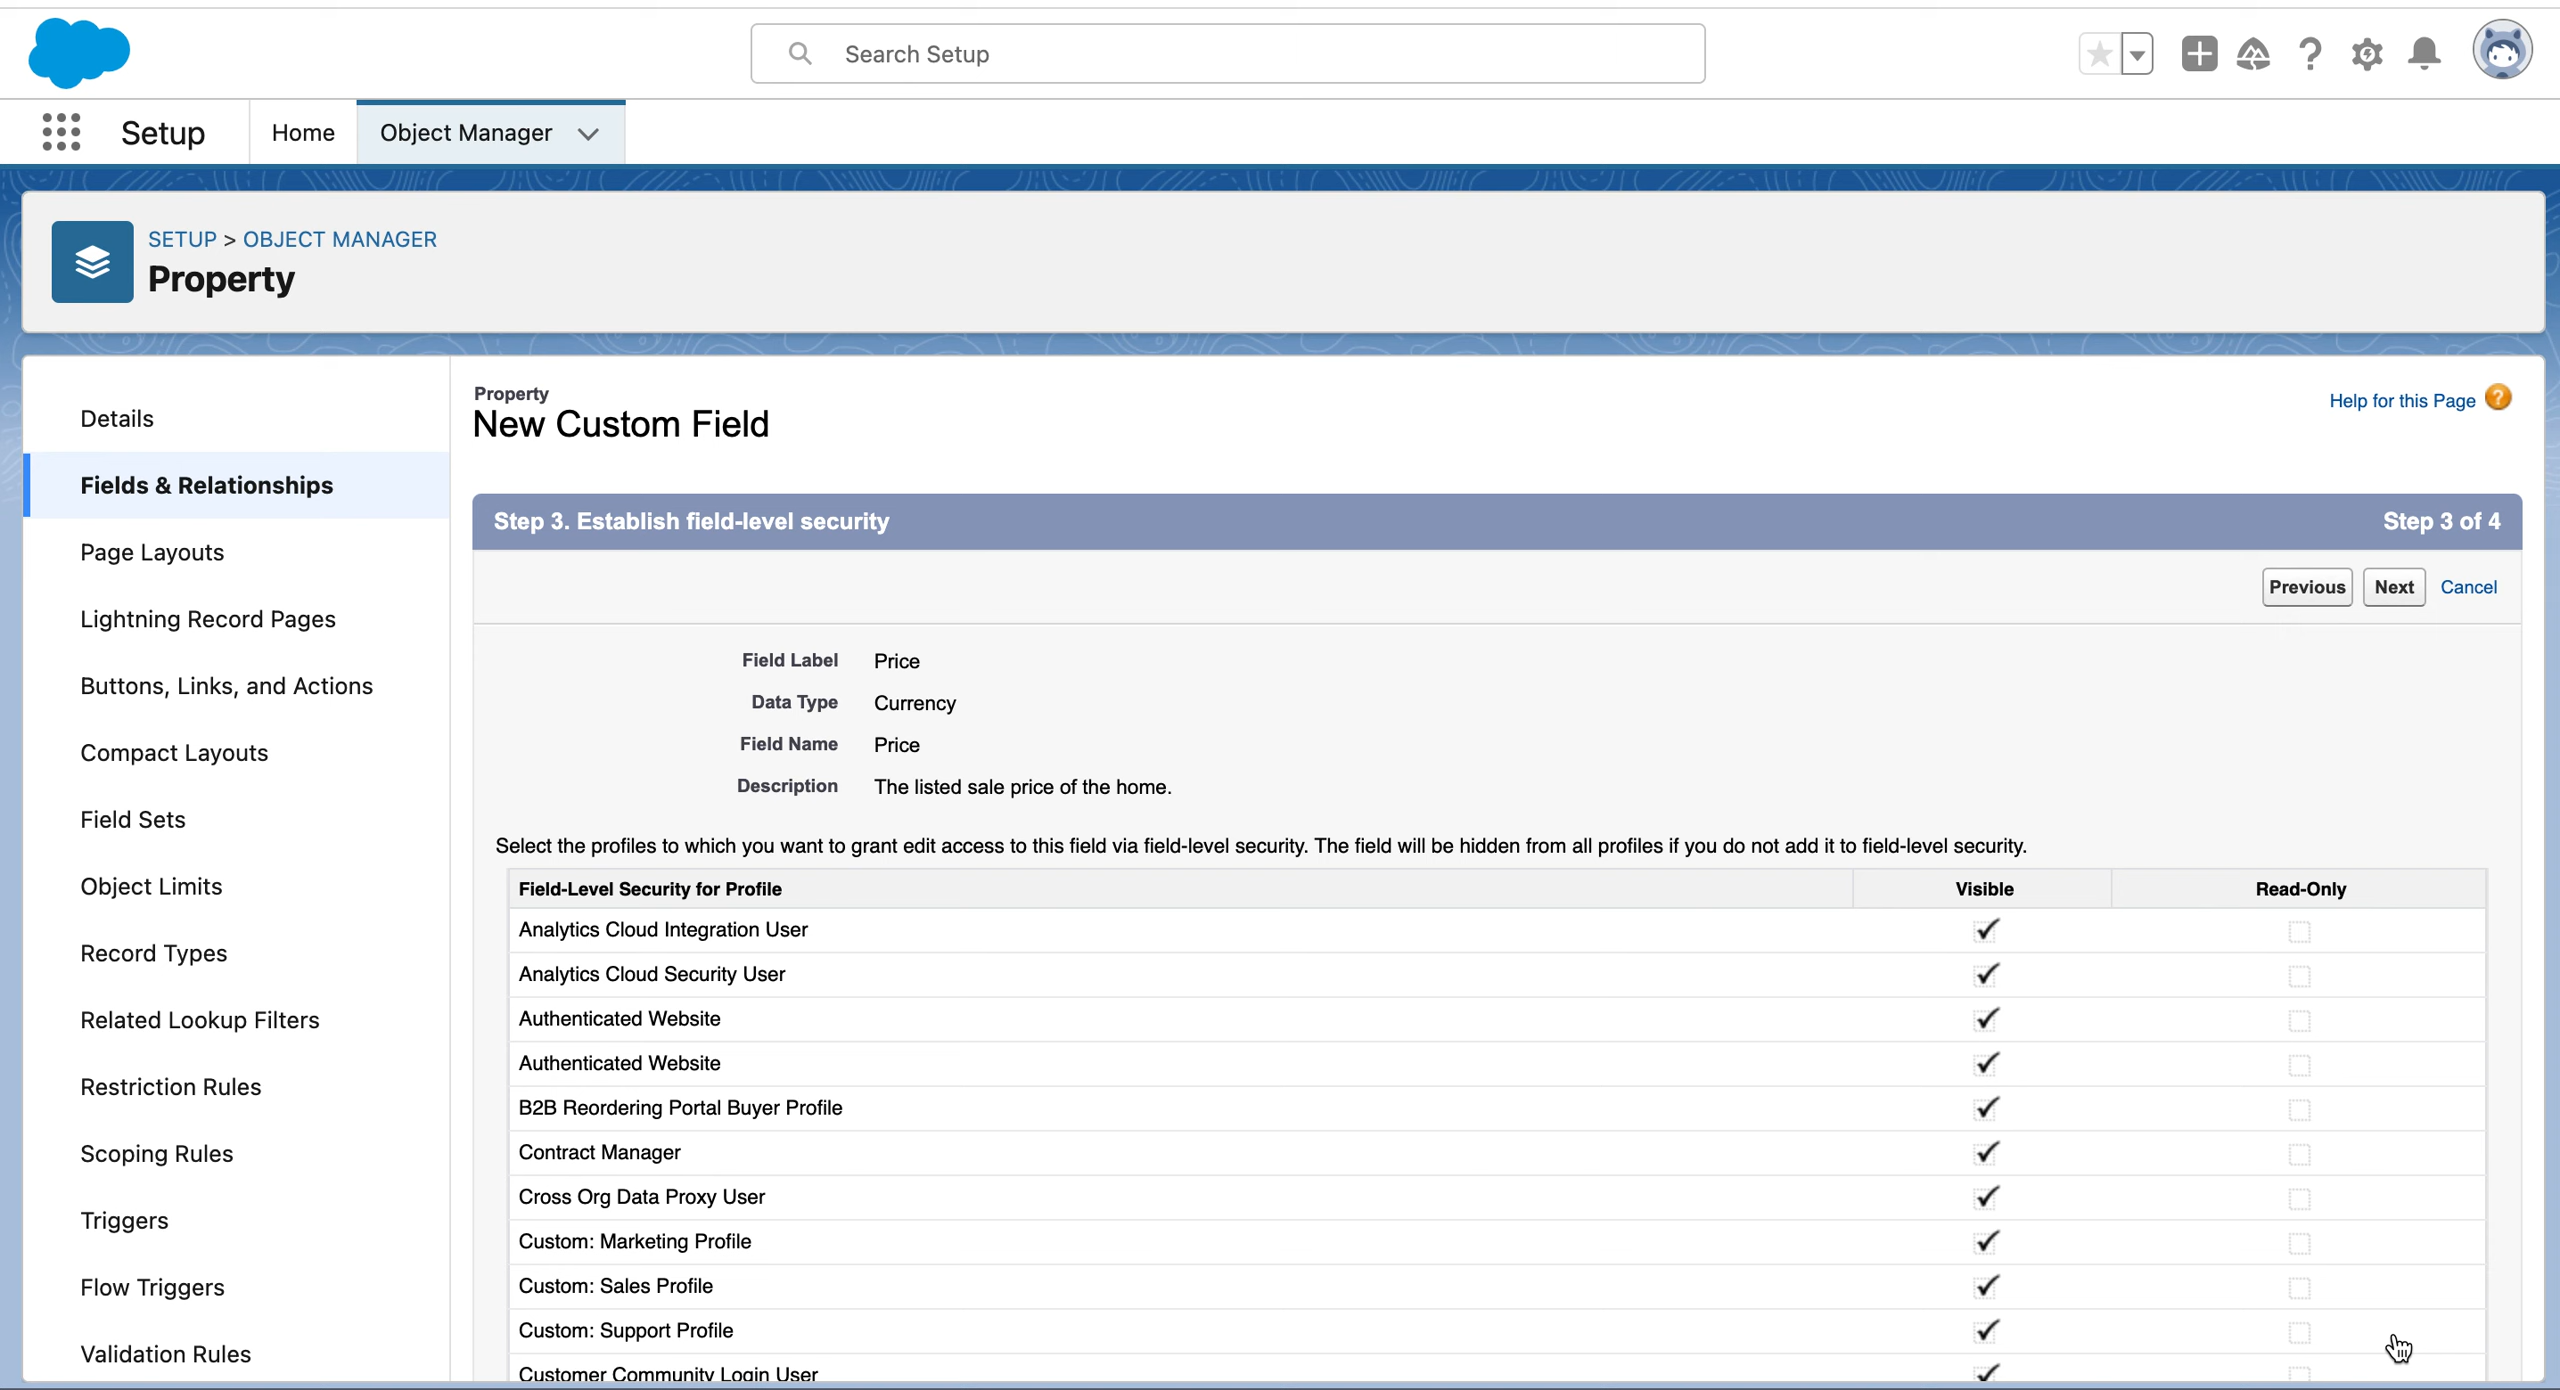 Search Setup
Setup
Home
Object Manager
SETUP > OBJECT MANAGER
Property
Details
Fields & Relationships
Page Layouts
Lightning Record Pages
Buttons, Links, and Actions
Compact Layouts
Field Sets
Object Limits
Record Types
Related Lookup Filters
Restriction Rules
Scoping Rules
Triggers
Flow Triggers
Validation Rules
Property
New Custom Field
Help for this Page ?
Step 3. Establish field-level security Step 3 of 4
Previous Next Cancel
Field Label Price
Data Type Currency
Field Name Price
Description The listed sale price of the home.
Select the profiles to which you want to grant edit access to this field via field-level security. The field will be hidden from all profiles if you do not add it to field-level security.
Field-Level Security for Profile Visible Read-Only
Analytics Cloud Integration User
Analytics Cloud Security User
Authenticated Website
Authenticated Website
B2B Reordering Portal Buyer Profile
Contract Manager
Cross Org Data Proxy User
Custom: Marketing Profile
Custom: Sales Profile
Custom: Support Profile
Customer Community Login User